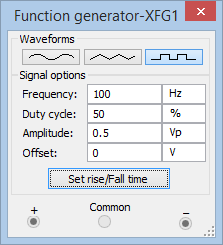 Function generator-XFG1
Waveforms
Signal options
Frequency: 100 Hz
Duty cycle: 50 %
Amplitude: 0.5 Vp
Offset: 0 V
Set rise/Fall time
+ Common −